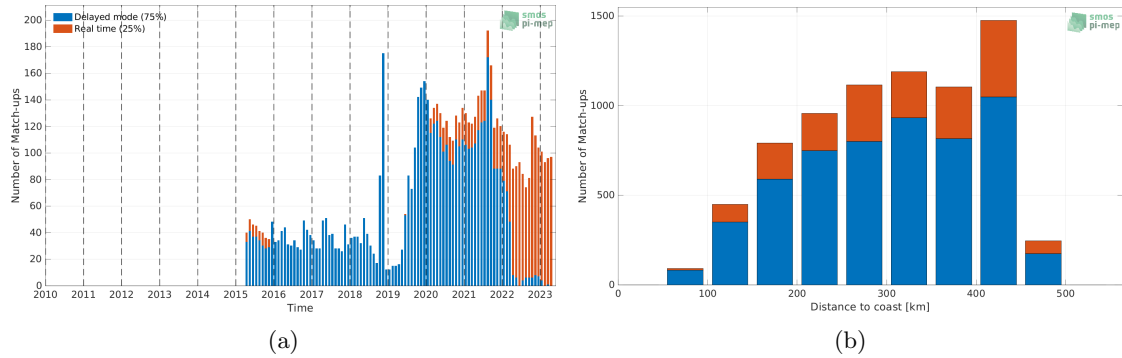 Delayed mode (75%)
Real time (25%)
smos
pi-mep
200
180
160
140
120
100
80
60
40
20
0
Number of Match-ups
2010 2011 2012 2013 2014 2015 2016 2017 2018 2019 2020 2021 2022 2023
Time
(a)
smos
pi-mep
1500
1000
500
0
Number of Match-ups
0 100 200 300 400 500
Distance to coast [km]
(b)